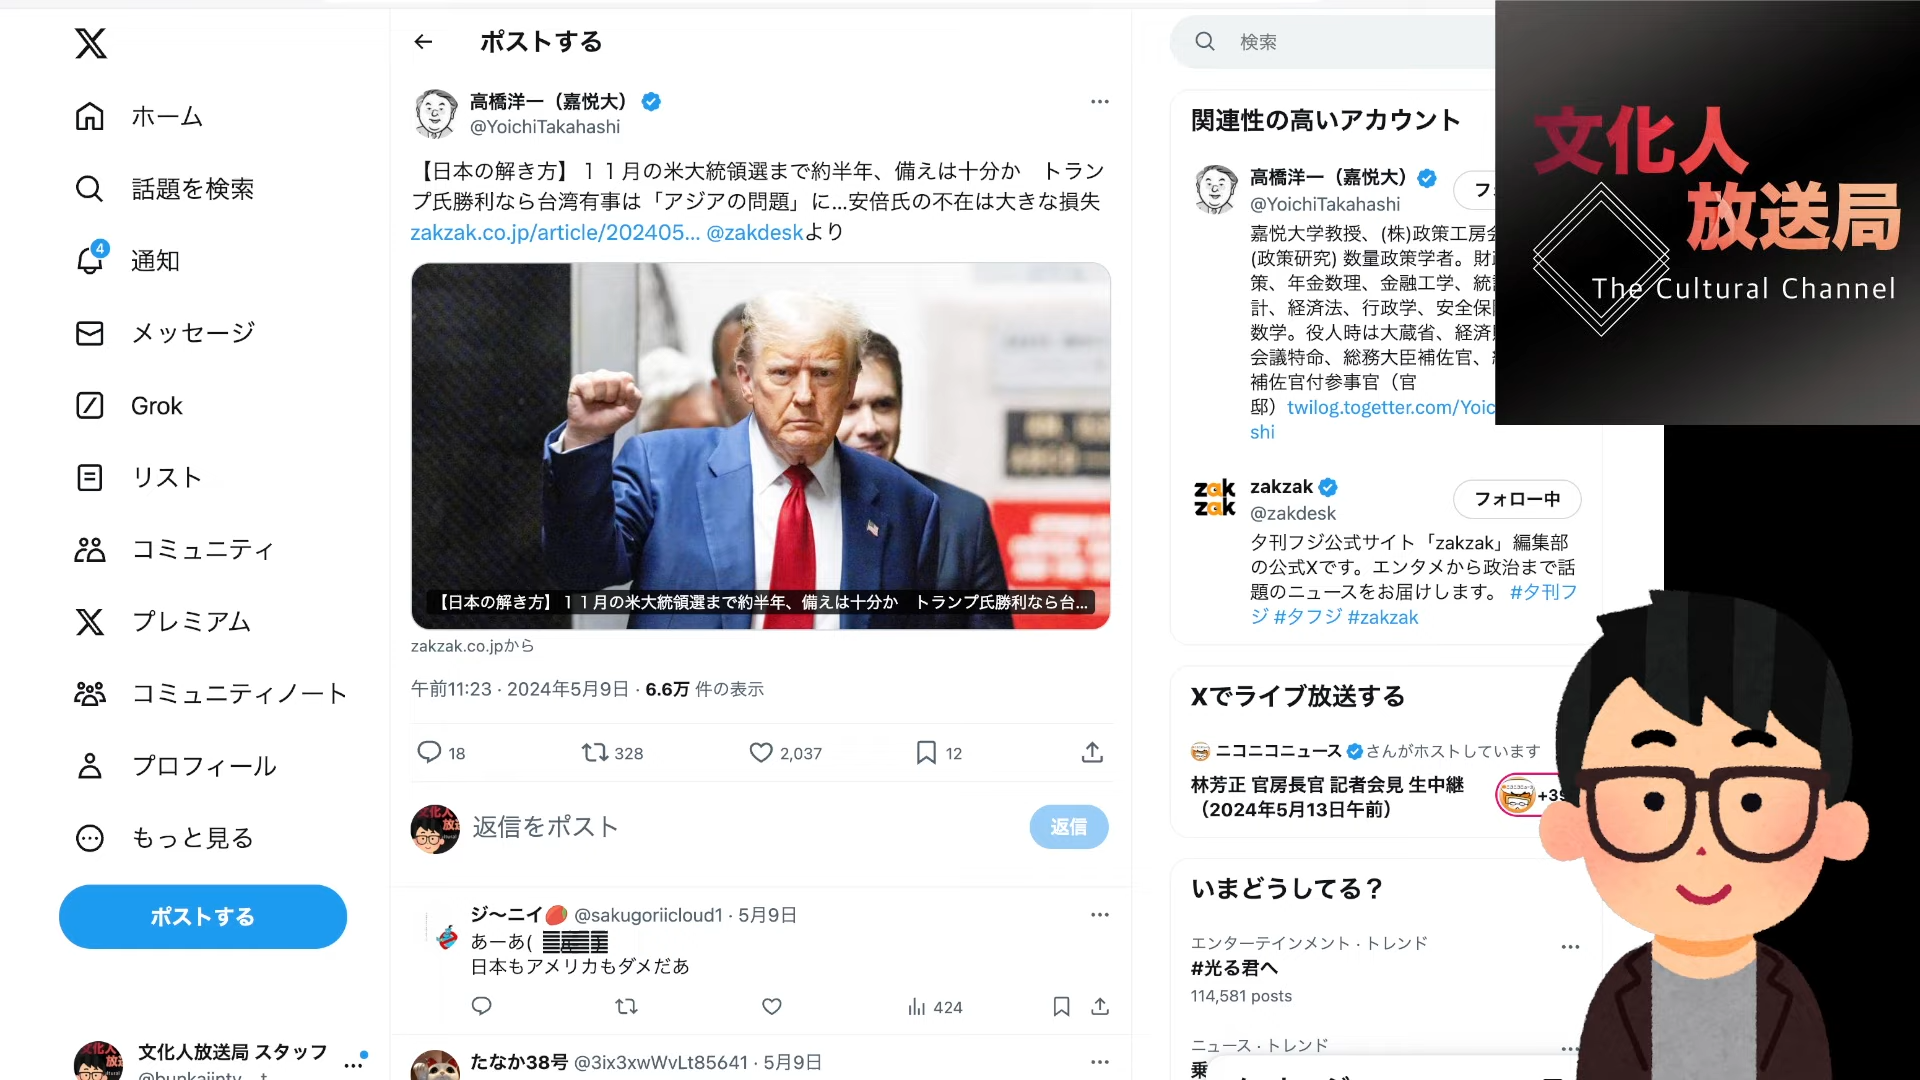 ホーム
話題を検索
4
通知
メッセージ
Grok
リスト
コミュニティ
プレミアム
コミュニティノート
プロフィール
もっと見る
ポストする
文化人放送局 スタッフ
ポストする
高橋洋一（嘉悦大）
@YoichiTakahashi
【日本の解き方】１１月の米大統領選まで約半年、備えは十分か　トラン
プ氏勝利なら台湾有事は「アジアの問題」に...安倍氏の不在は大きな損失
zakzak.co.jp/article/202405... @zakdeskより
【日本の解き方】１１月の米大統領選まで約半年、備えは十分か　トランプ氏勝利なら台...
zakzak.co.jpから
午前11:23 · 2024年5月9日 · 6.6万 件の表示
18
328
2,037
12
返信をポスト
返信
ジ〜ニイ @sakugoriicloud1 · 5月9日
あーあ(
日本もアメリカもダメだあ
424
たなか38号 @3ix3xwWvLt85641 · 5月9日
検索
関連性の高いアカウント
高橋洋一（嘉悦大）
@YoichiTakahashi
嘉悦大学教授、(株)政策工房会
(政策研究) 数量政策学者。財
策、年金数理、金融工学、統
計、経済法、行政学、安全保
数学。役人時は大蔵省、経済
会議特命、総務大臣補佐官、
補佐官付参事官（官
邸）twilog.togetter.com/Yoic
shi
zak
zak
zakzak
@zakdesk
フォロー中
夕刊フジ公式サイト「zakzak」編集部
の公式Xです。エンタメから政治まで話
題のニュースをお届けします。 #夕刊フ
ジ #タフジ #zakzak
Xでライブ放送する
ニコニコニュース さんがホストしています
林芳正 官房長官 記者会見 生中継
（2024年5月13日午前）
+39
いまどうしてる？
エンターテインメント · トレンド
#光る君へ
114,581 posts
ニュース · トレンド
文化人
放送局
The Cultural Channel